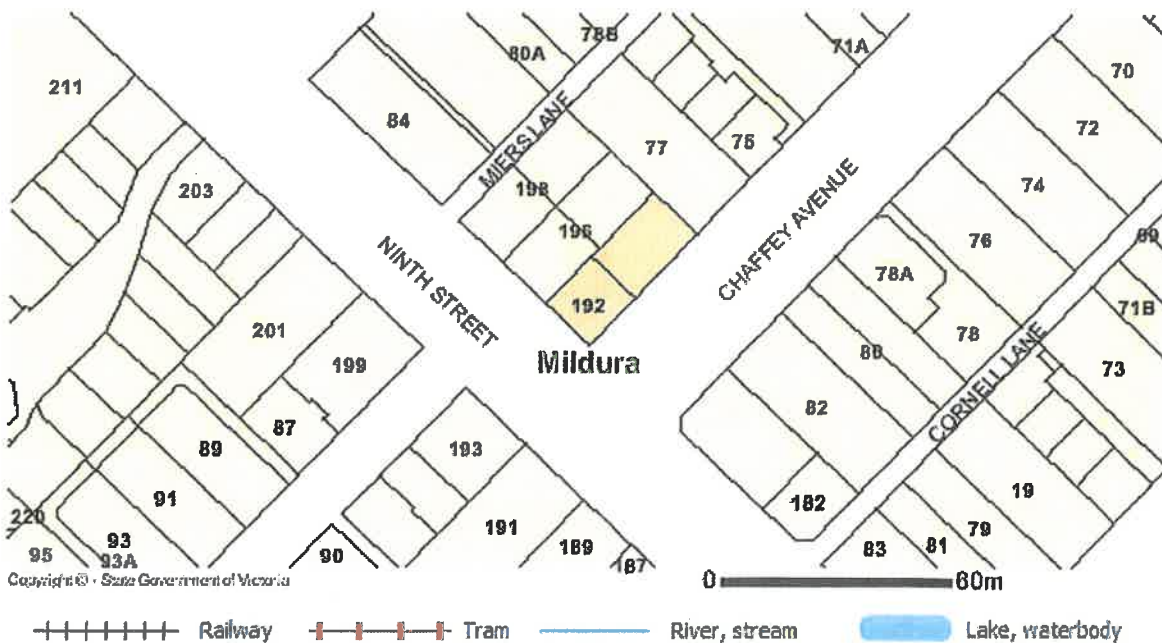 211
84
80A
78B
71A
70
72
74
76
77
75
MIERS LANE
203
198
196
192
NINTH STREET
CHAFFEY AVENUE
Mildura
78A
78
80
82
69
71B
73
CORNELL LANE
201
199
87
89
91
93
93A
95
220
193
191
189
187
90
182
19
79
81
83
Copyright © - State Government of Victoria
0 60m
Railway Tram River, stream Lake, waterbody